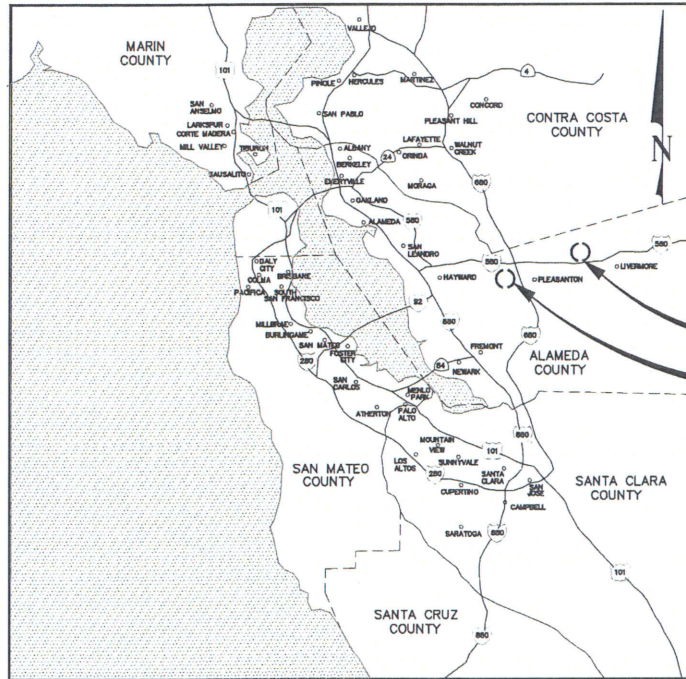 VALLEJO
MARIN
COUNTY
101
PINOLE
HERCULES
MARTINEZ
4
SAN
ANSELMO
CONCORD
SAN PABLO
PLEASANT HILL
CONTRA COSTA
COUNTY
LARKSPUR
CORTE MADERA
MILL VALLEY
TIBURON
ALBANY
BERKELEY
24
LAFAYETTE
ORINDA
WALNUT
CREEK
N
SAUSALITO
EMERYVILLE
MORAGA
680
101
OAKLAND
ALAMEDA
580
SAN
LEANDRO
580
580
DALY
CITY
COLMA
BRISBANE
HAYWARD
PLEASANTON
LIVERMORE
PACIFICA
SOUTH
SAN FRANCISCO
92
MILLBRAE
BURLINGAME
880
680
SAN MATEO
FOSTER
CITY
280
84
FREMONT
NEWARK
ALAMEDA
COUNTY
SAN
CARLOS
MENLO
PARK
ATHERTON
PALO
ALTO
MOUNTAIN
VIEW
101
LOS
ALTOS
SUNNYVALE
280
SANTA
CLARA
SAN
JOSE
SAN MATEO
COUNTY
SANTA CLARA
COUNTY
CUPERTINO
CAMPBELL
SARATOGA
101
SANTA CRUZ
COUNTY